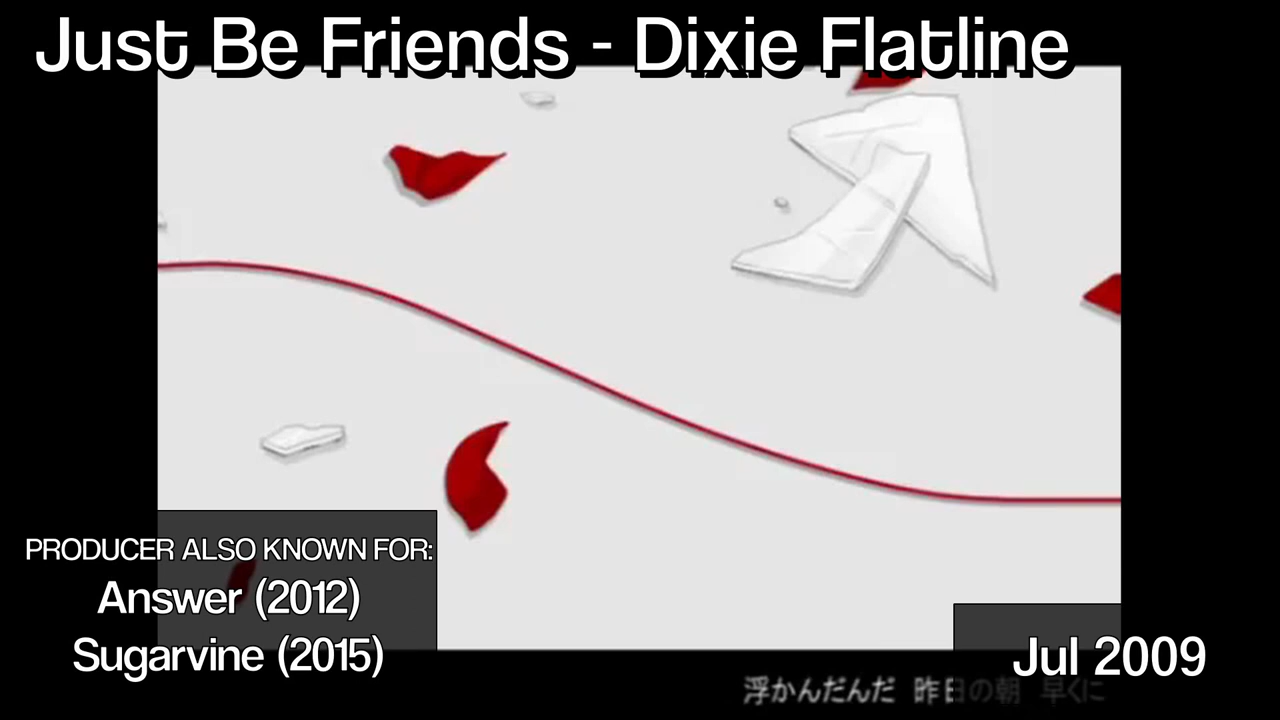 Just Be Friends - Dixie Flatline
PRODUCER ALSO KNOWN FOR:
Answer (2012)
Sugarvine (2015)
Jul 2009
浮かんだんだ 昨日の朝 早くに